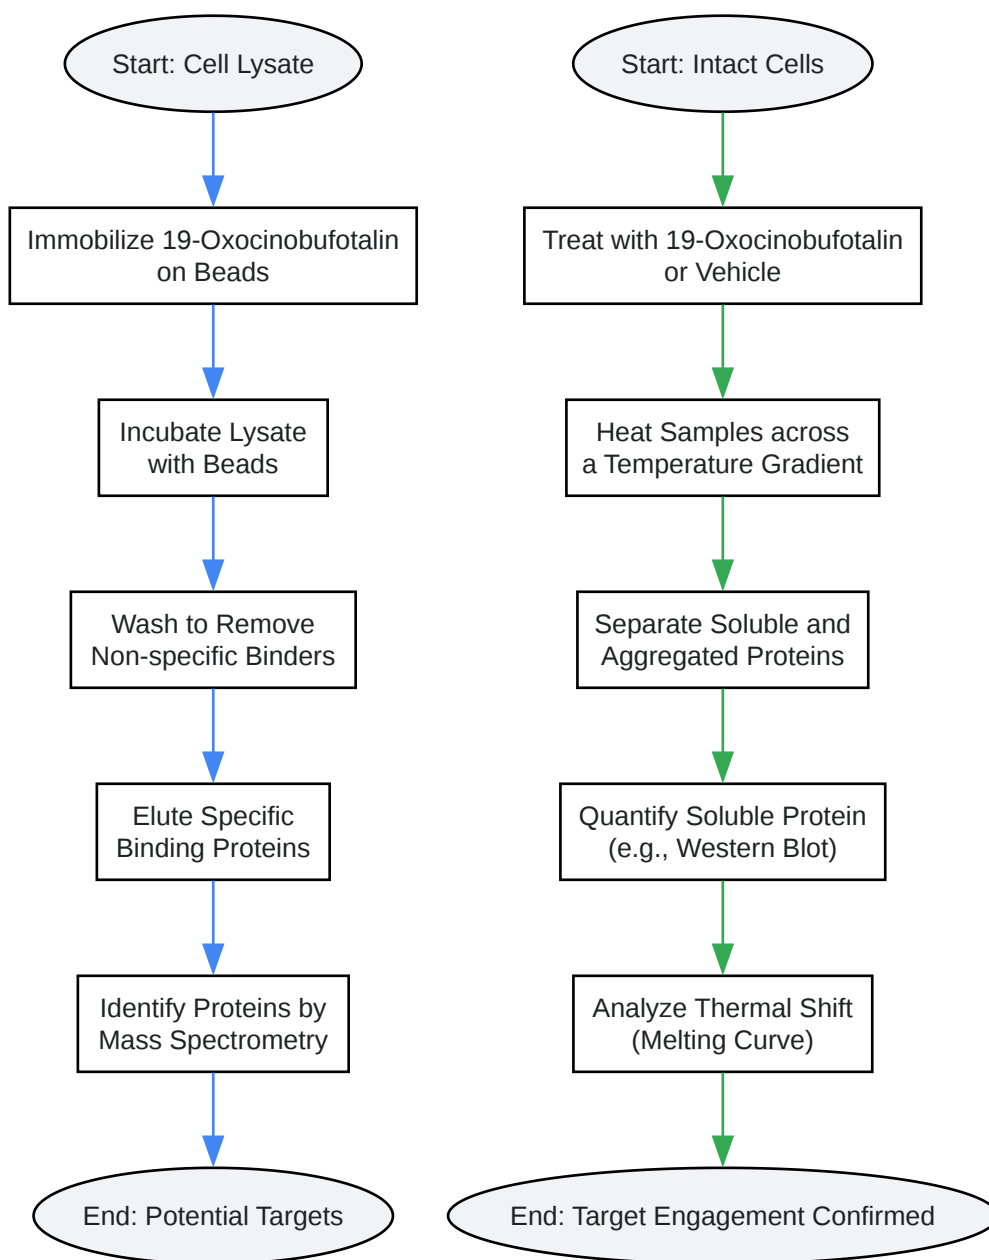 Start: Cell Lysate
Immobilize 19-Oxocinobufotalin
on Beads
Incubate Lysate
with Beads
Wash to Remove
Non-specific Binders
Elute Specific
Binding Proteins
Identify Proteins by
Mass Spectrometry
End: Potential Targets
Start: Intact Cells
Treat with 19-Oxocinobufotalin
or Vehicle
Heat Samples across
a Temperature Gradient
Separate Soluble and
Aggregated Proteins
Quantify Soluble Protein
(e.g., Western Blot)
Analyze Thermal Shift
(Melting Curve)
End: Target Engagement Confirmed